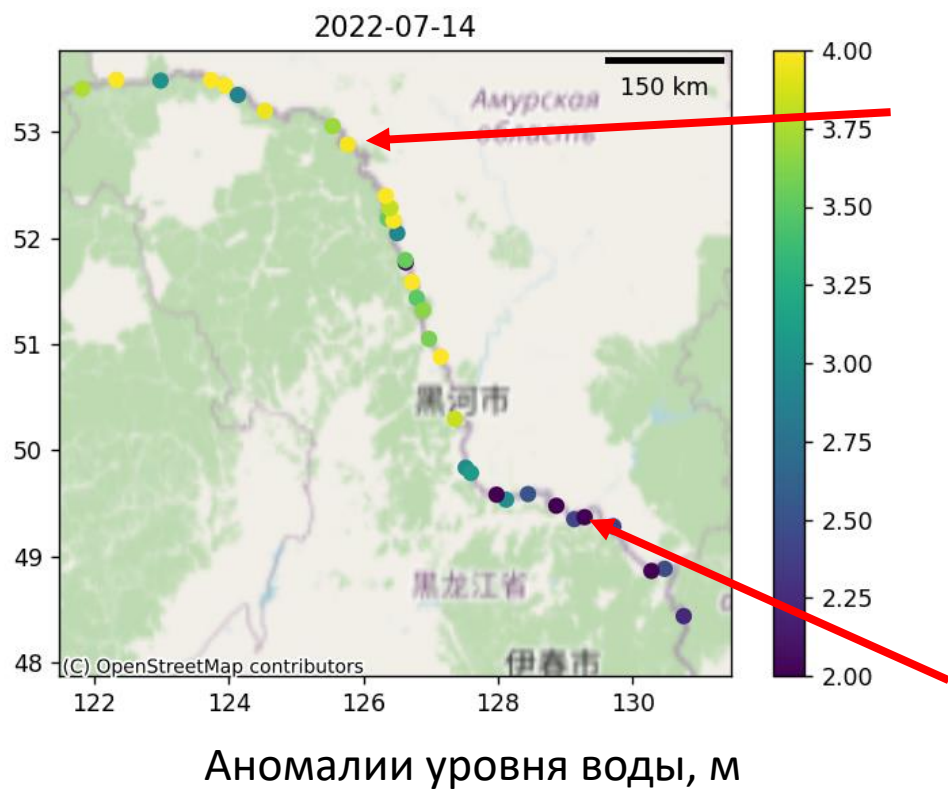 2022-07-14
150 km
Амурская
область
黑河市
黑龙江省
伊春市
(C) OpenStreetMap contributors
53
52
51
50
49
48
122
124
126
128
130
4.00
3.75
3.50
3.25
3.00
2.75
2.50
2.25
2.00
Аномалии уровня воды, м